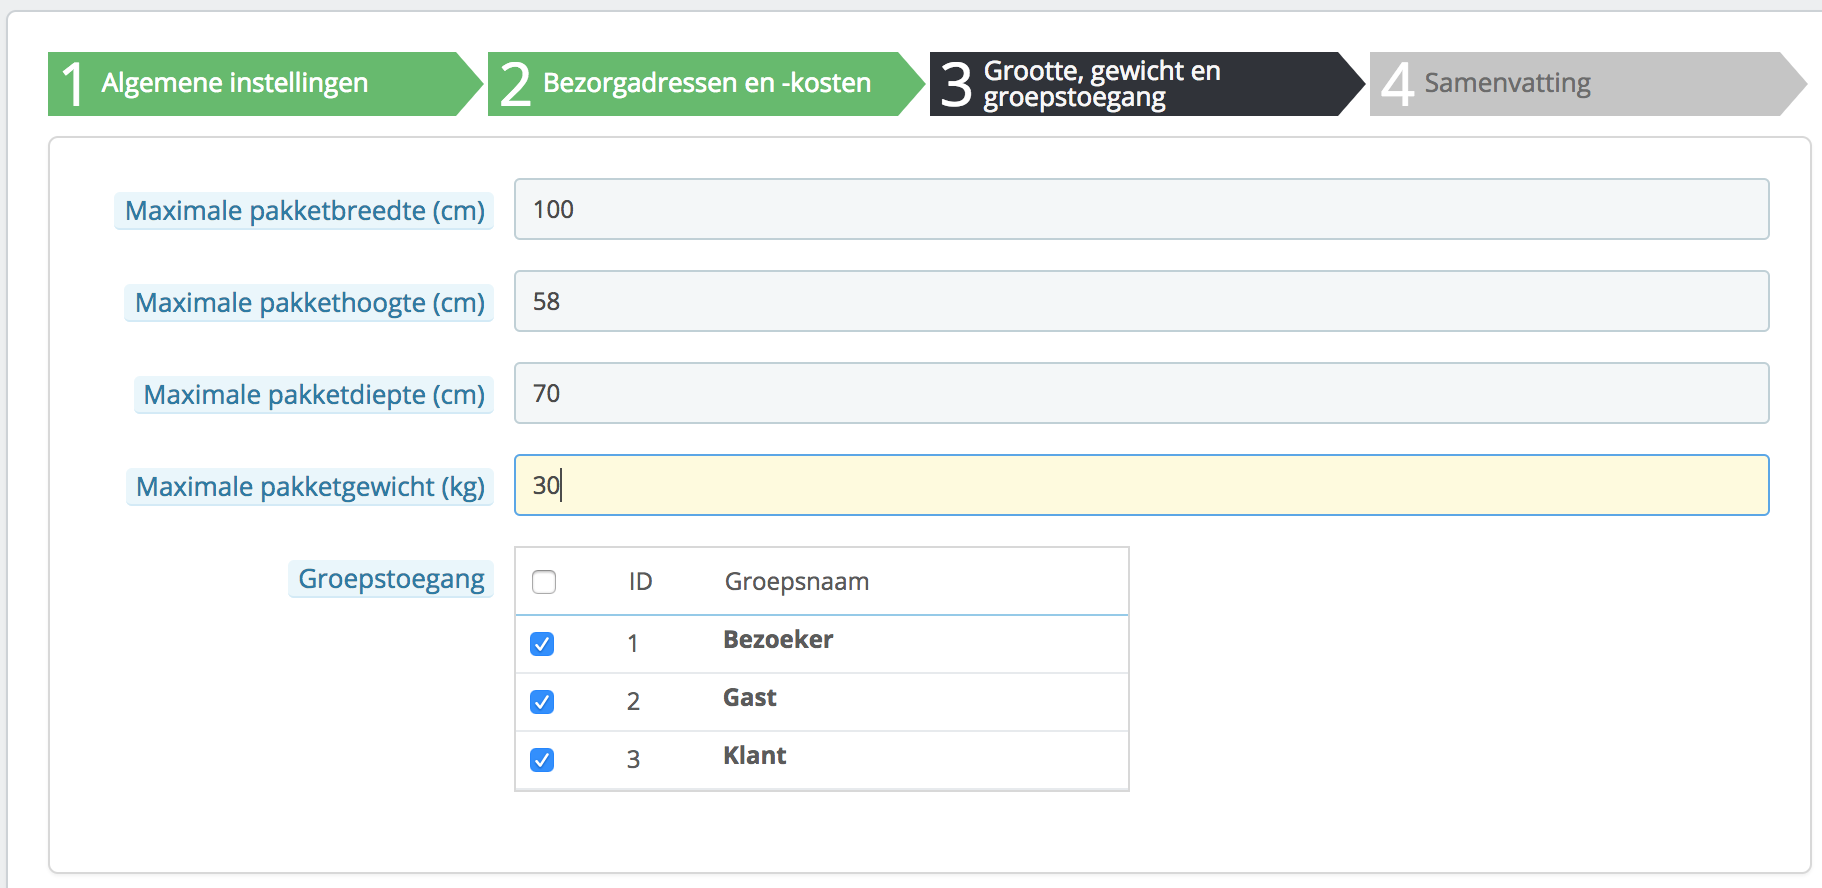 1 Algemene instellingen
2 Bezorgadressen en -kosten
3 Grootte, gewicht en
groepstoegang
4 Samenvatting
Maximale pakketbreedte (cm) 100
Maximale pakkethoogte (cm) 58
Maximale pakketdiepte (cm) 70
Maximale pakketgewicht (kg) 30
Groepstoegang
ID Groepsnaam
1 Bezoeker
2 Gast
3 Klant